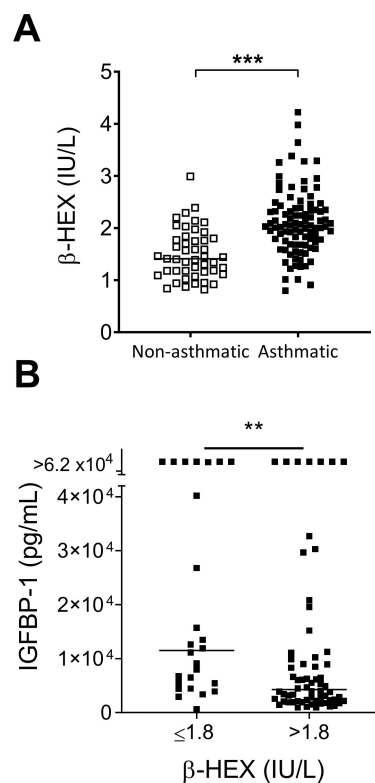 A
***
β-HEX (IU/L)
5
4
3
2
1
0
Non-asthmatic Asthmatic
B
**
IGFBP-1 (pg/mL)
>6.2 x10⁴
4×10⁴
3×10⁴
2×10⁴
1×10⁴
0
≤1.8 >1.8
β-HEX (IU/L)